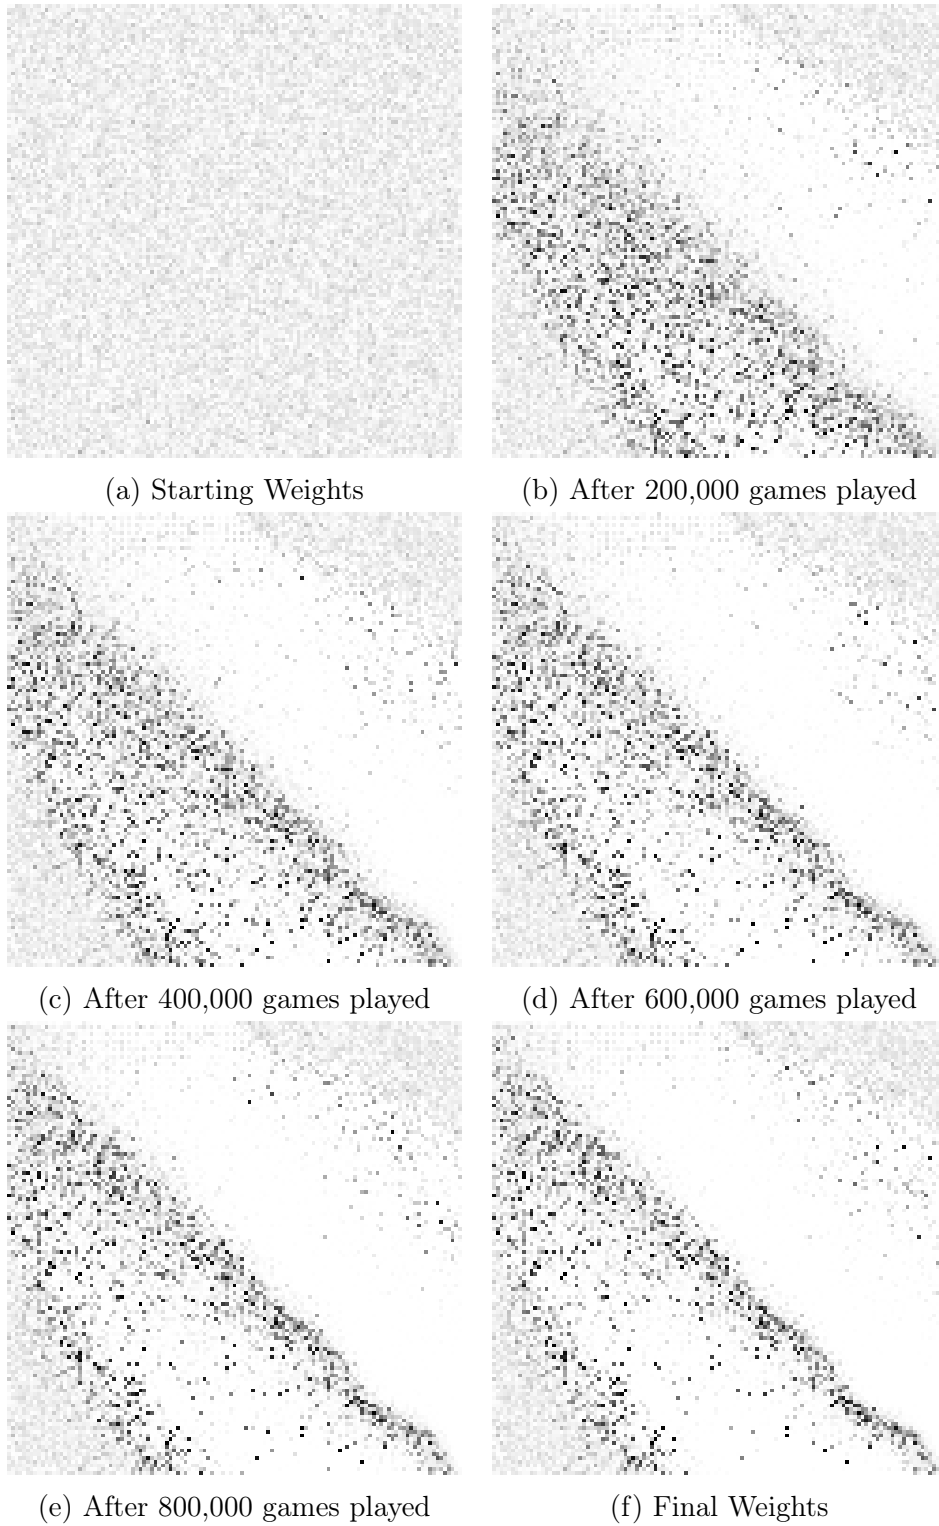 (a) Starting Weights
(b) After 200,000 games played
(c) After 400,000 games played
(d) After 600,000 games played
(e) After 800,000 games played
(f) Final Weights